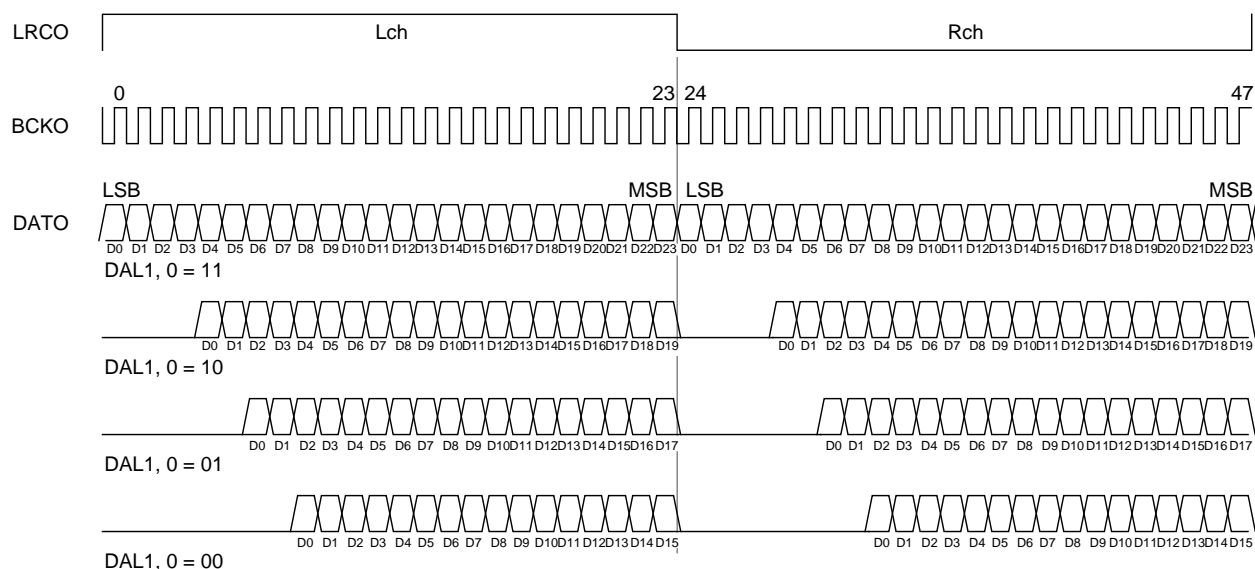 LRCO Lch Rch
0 23 24 47
BCKO
LSB MSB LSB MSB
DATO
D0 D1 D2 D3 D4 D5 D6 D7 D8 D9 D10 D11 D12 D13 D14 D15 D16 D17 D18 D19 D20 D21 D22 D23 D0 D1 D2 D3 D4 D5 D6 D7 D8 D9 D10 D11 D12 D13 D14 D15 D16 D17 D18 D19 D20 D21 D22 D23
DAL1, 0 = 11
D0 D1 D2 D3 D4 D5 D6 D7 D8 D9 D10 D11 D12 D13 D14 D15 D16 D17 D18 D19 D0 D1 D2 D3 D4 D5 D6 D7 D8 D9 D10 D11 D12 D13 D14 D15 D16 D17 D18 D19
DAL1, 0 = 10
D0 D1 D2 D3 D4 D5 D6 D7 D8 D9 D10 D11 D12 D13 D14 D15 D16 D17 D0 D1 D2 D3 D4 D5 D6 D7 D8 D9 D10 D11 D12 D13 D14 D15 D16 D17
DAL1, 0 = 01
D0 D1 D2 D3 D4 D5 D6 D7 D8 D9 D10 D11 D12 D13 D14 D15 D0 D1 D2 D3 D4 D5 D6 D7 D8 D9 D10 D11 D12 D13 D14 D15
DAL1, 0 = 00